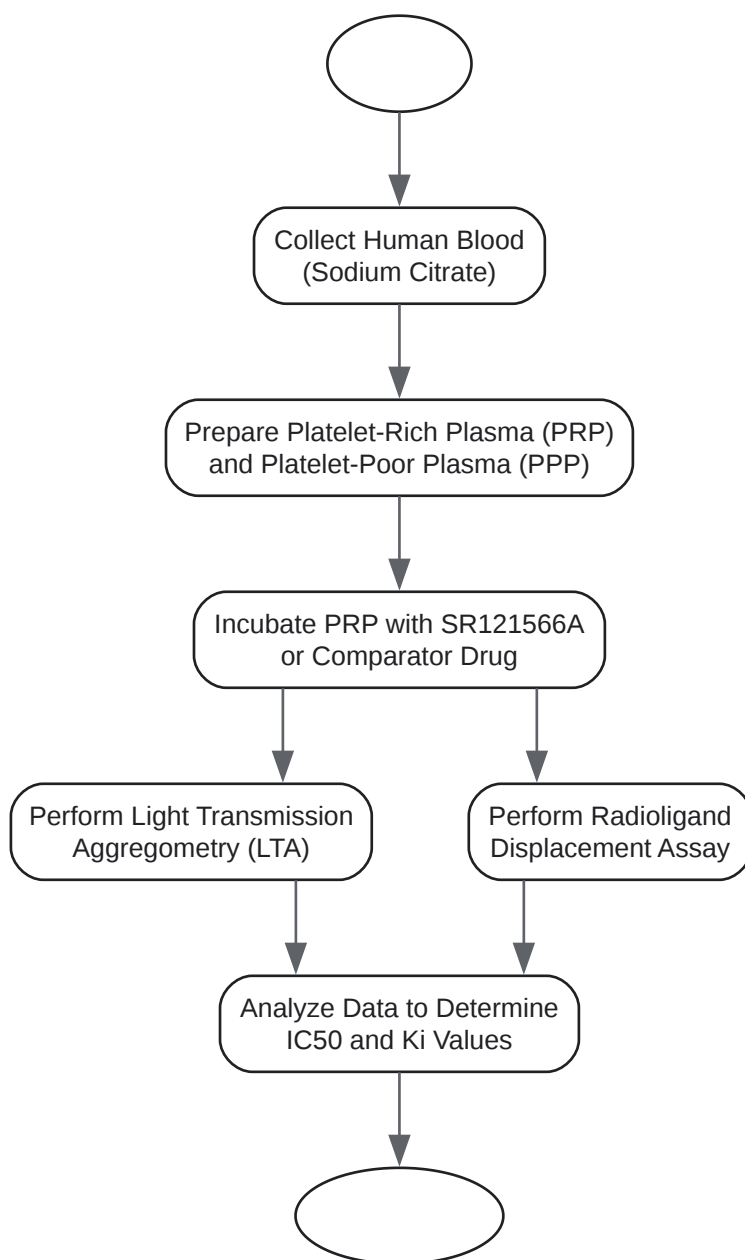 Collect Human Blood
(Sodium Citrate)
Prepare Platelet-Rich Plasma (PRP)
and Platelet-Poor Plasma (PPP)
Incubate PRP with SR121566A
or Comparator Drug
Perform Light Transmission
Aggregometry (LTA)
Perform Radioligand
Displacement Assay
Analyze Data to Determine
IC50 and Ki Values